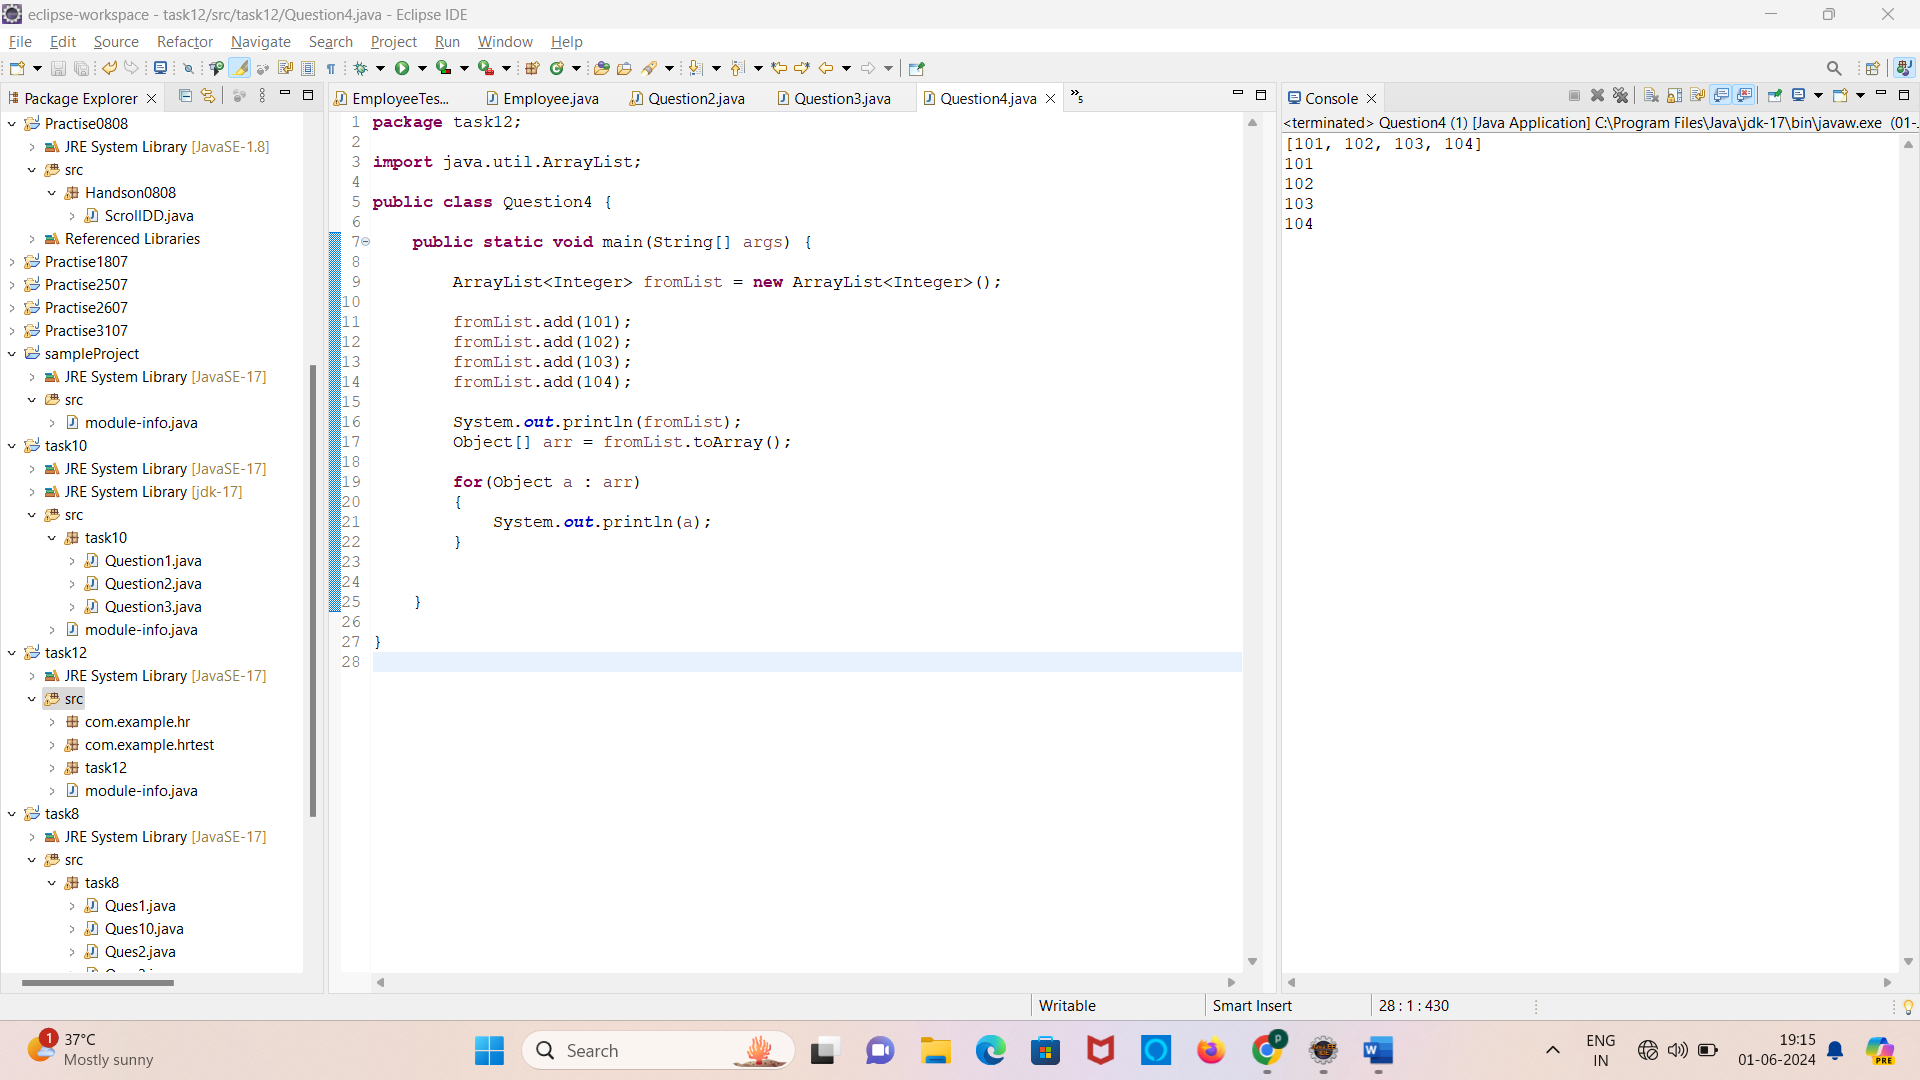 eclipse-workspace - task12/src/task12/Question4.java - Eclipse IDE
File Edit Source Refactor Navigate Search Project Run Window Help
Package Explorer
Practise0808
JRE System Library [JavaSE-1.8]
src
Handson0808
ScrollDD.java
Referenced Libraries
Practise1807
Practise2507
Practise2607
Practise3107
sampleProject
JRE System Library [JavaSE-17]
src
module-info.java
task10
JRE System Library [JavaSE-17]
JRE System Library [jdk-17]
src
task10
Question1.java
Question2.java
Question3.java
module-info.java
task12
JRE System Library [JavaSE-17]
src
com.example.hr
com.example.hrtest
task12
module-info.java
task8
JRE System Library [JavaSE-17]
src
task8
Ques1.java
Ques10.java
Ques2.java
EmployeeTes... Employee.java Question2.java Question3.java Question4.java »5
1 package task12;
2
3 import java.util.ArrayList;
4
5 public class Question4 {
6
7 public static void main(String[] args) {
8
9 ArrayList<Integer> fromList = new ArrayList<Integer>();
10
11 fromList.add(101);
12 fromList.add(102);
13 fromList.add(103);
14 fromList.add(104);
15
16 System.out.println(fromList);
17 Object[] arr = fromList.toArray();
18
19 for(Object a : arr)
20 {
21 System.out.println(a);
22 }
23
24
25 }
26
27 }
28
Console
<terminated> Question4 (1) [Java Application] C:\Program Files\Java\jdk-17\bin\javaw.exe (01-
[101, 102, 103, 104]
101
102
103
104
Writable Smart Insert 28 : 1 : 430
1 37°C
Mostly sunny
Search
P
ENG
IN
19:15
01-06-2024
PRE